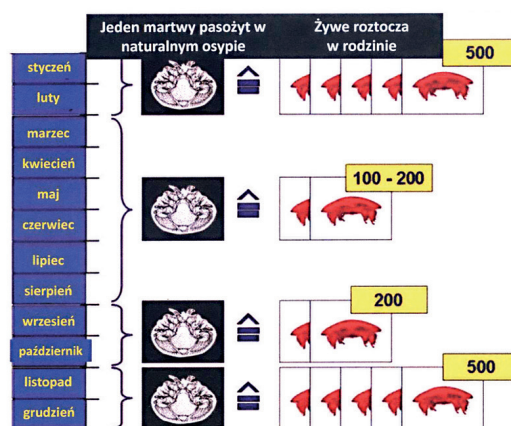 Jeden martwy pasożyt w
naturalnym osypie
Żywe roztocza
w rodzinie
500
styczeń
luty
marzec
kwiecień
100 - 200
maj
czerwiec
lipiec
sierpień
200
wrzesień
październik
500
listopad
grudzień